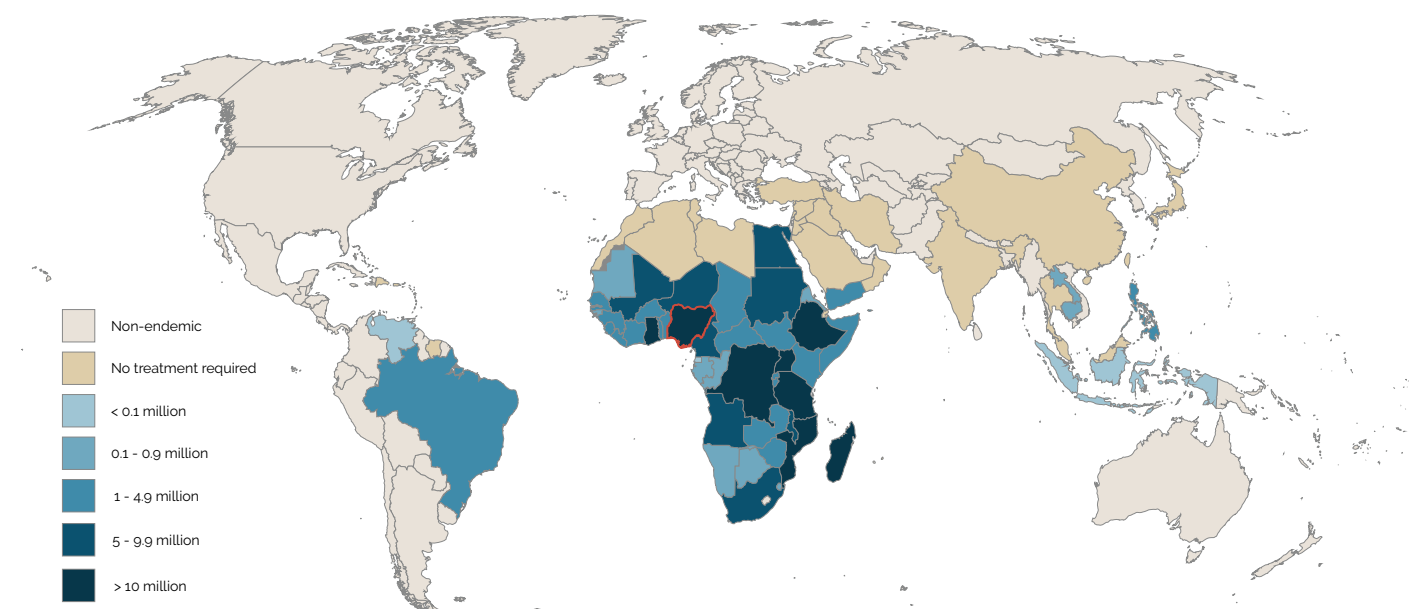 Non-endemic
No treatment required
< 0.1 million
0.1 - 0.9 million
1 - 4.9 million
5 - 9.9 million
> 10 million